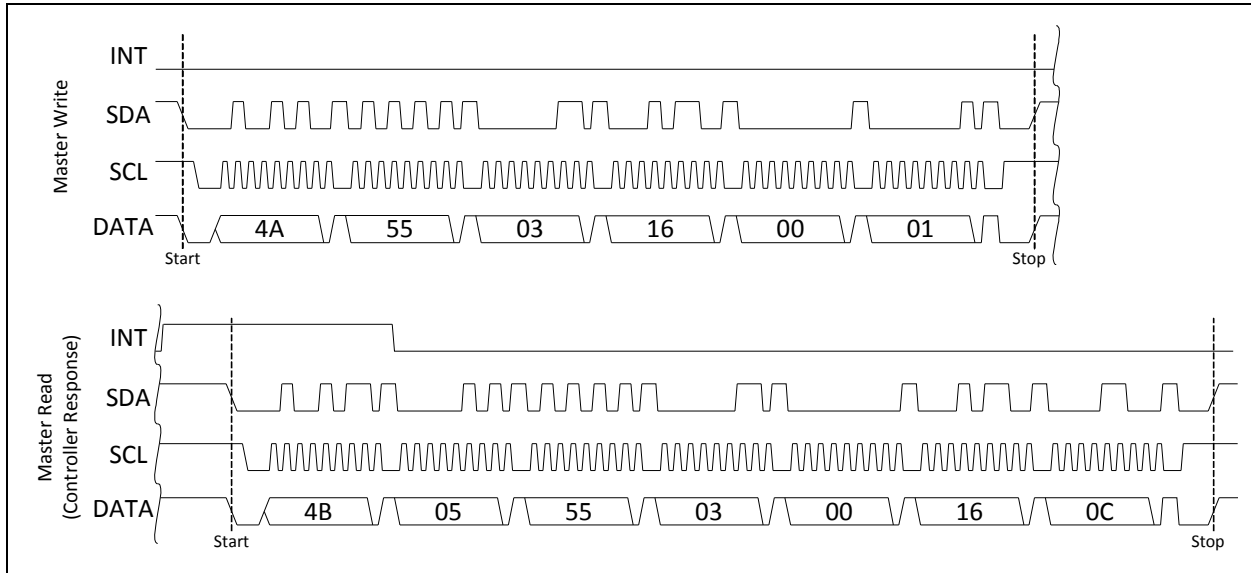 Master Write
INT
SDA
SCL
DATA 4A 55 03 16 00 01
Start Stop
Master Read
(Controller Response)
INT
SDA
SCL
DATA 4B 05 55 03 00 16 0C
Start Stop